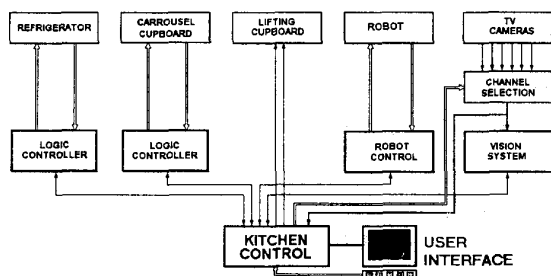 REFRIGERATOR
CARROUSEL
CUPBOARD
LIFTING
CUPBOARD
ROBOT
TV
CAMERAS
CHANNEL
SELECTION
LOGIC
CONTROLLER
LOGIC
CONTROLLER
ROBOT
CONTROL
VISION
SYSTEM
KITCHEN
CONTROL
USER
INTERFACE